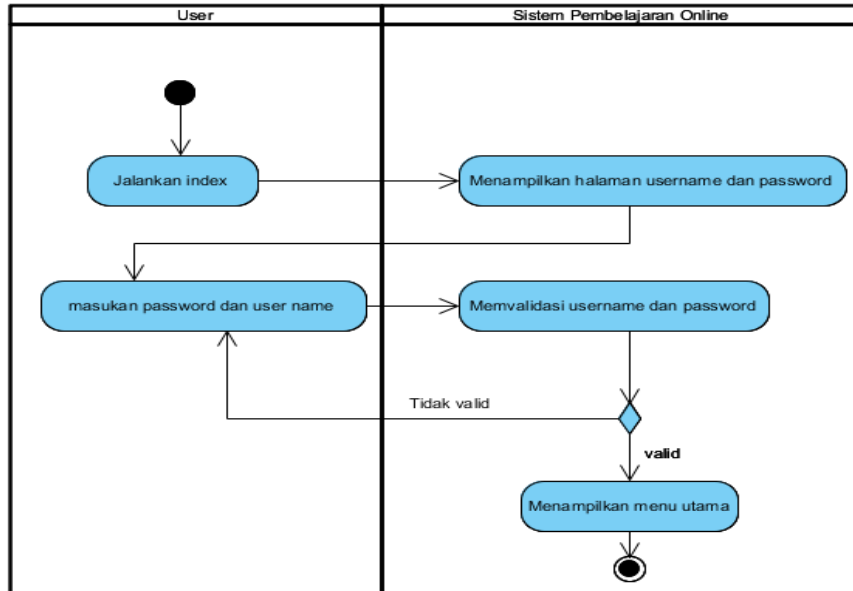 User
Sistem Pembelajaran Online
Jalankan index
Menampilkan halaman username dan password
masukan password dan user name
Memvalidasi username dan password
Tidak valid
valid
Menampilkan menu utama